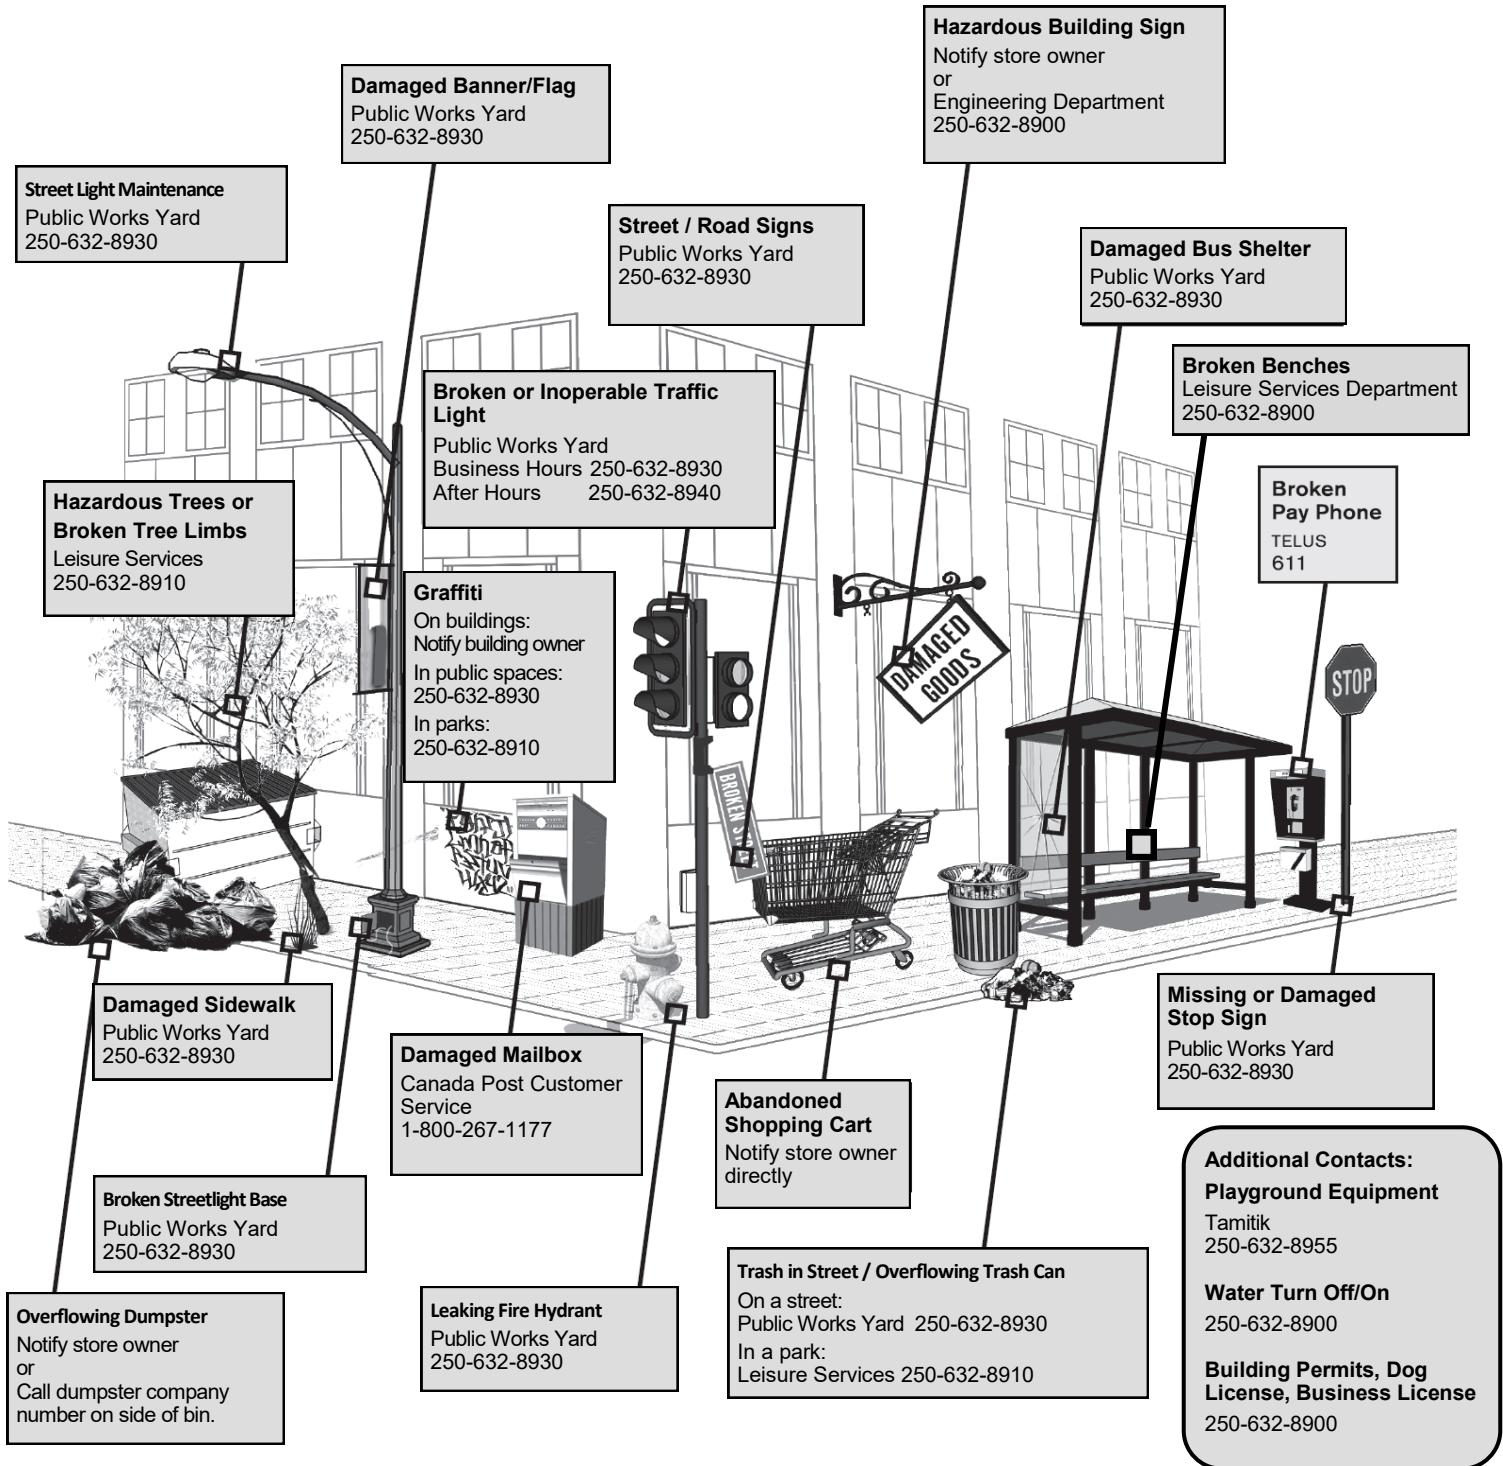 Hazardous Building Sign
Notify store owner
or
Engineering Department
250-632-8900
Damaged Banner/Flag
Public Works Yard
250-632-8930
Street Light Maintenance
Public Works Yard
250-632-8930
Street / Road Signs
Public Works Yard
250-632-8930
Damaged Bus Shelter
Public Works Yard
250-632-8930
Broken Benches
Leisure Services Department
250-632-8900
Broken or Inoperable Traffic
Light
Public Works Yard
Business Hours 250-632-8930
After Hours 250-632-8940
Broken
Pay Phone
TELUS
611
Hazardous Trees or
Broken Tree Limbs
Leisure Services
250-632-8910
Graffiti
On buildings:
Notify building owner
In public spaces:
250-632-8930
In parks:
250-632-8910
DAMAGED
GOODS
STOP
BROKEN
Damaged Sidewalk
Public Works Yard
250-632-8930
Damaged Mailbox
Canada Post Customer
Service
1-800-267-1177
Abandoned
Shopping Cart
Notify store owner
directly
Missing or Damaged
Stop Sign
Public Works Yard
250-632-8930
Broken Streetlight Base
Public Works Yard
250-632-8930
Overflowing Dumpster
Notify store owner
or
Call dumpster company
number on side of bin.
Leaking Fire Hydrant
Public Works Yard
250-632-8930
Trash in Street / Overflowing Trash Can
On a street:
Public Works Yard 250-632-8930
In a park:
Leisure Services 250-632-8910
Additional Contacts:
Playground Equipment
Tamitik
250-632-8955
Water Turn Off/On
250-632-8900
Building Permits, Dog
License, Business License
250-632-8900